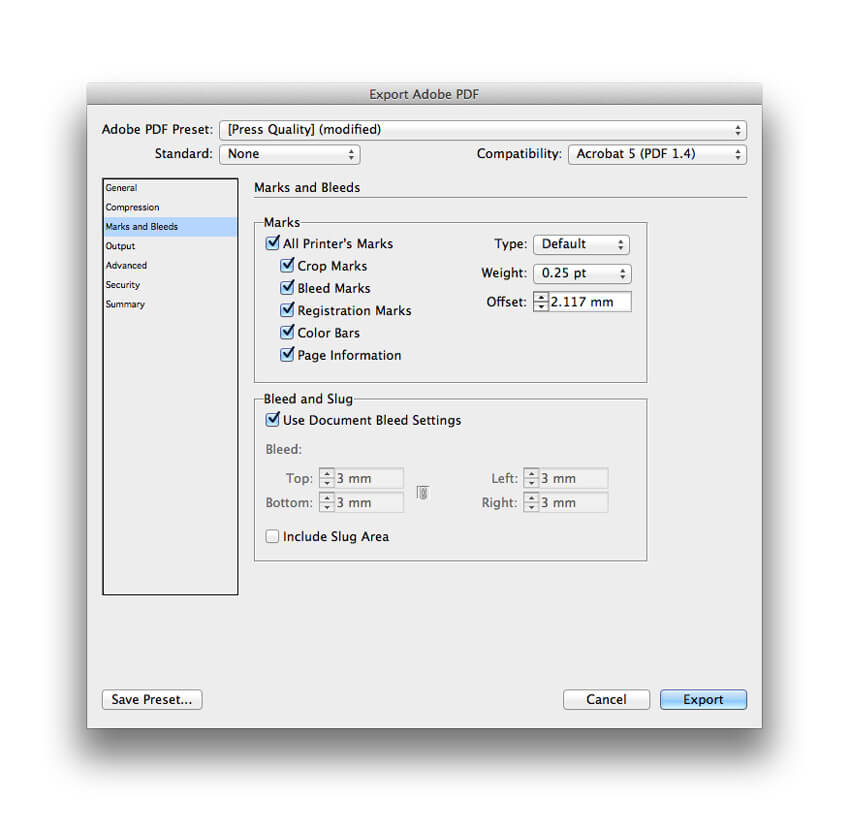 Export Adobe PDF
Adobe PDF Preset: [Press Quality] (modified)
Standard: None Compatibility: Acrobat 5 (PDF 1.4)
General
Compression
Marks and Bleeds
Output
Advanced
Security
Summary
Marks and Bleeds
Marks
All Printer's Marks
Crop Marks
Bleed Marks
Registration Marks
Color Bars
Page Information
Type: Default
Weight: 0.25 pt
Offset: 2.117 mm
Bleed and Slug
Use Document Bleed Settings
Bleed:
Top: 3 mm Left: 3 mm
Bottom: 3 mm Right: 3 mm
Include Slug Area
Save Preset... Cancel Export